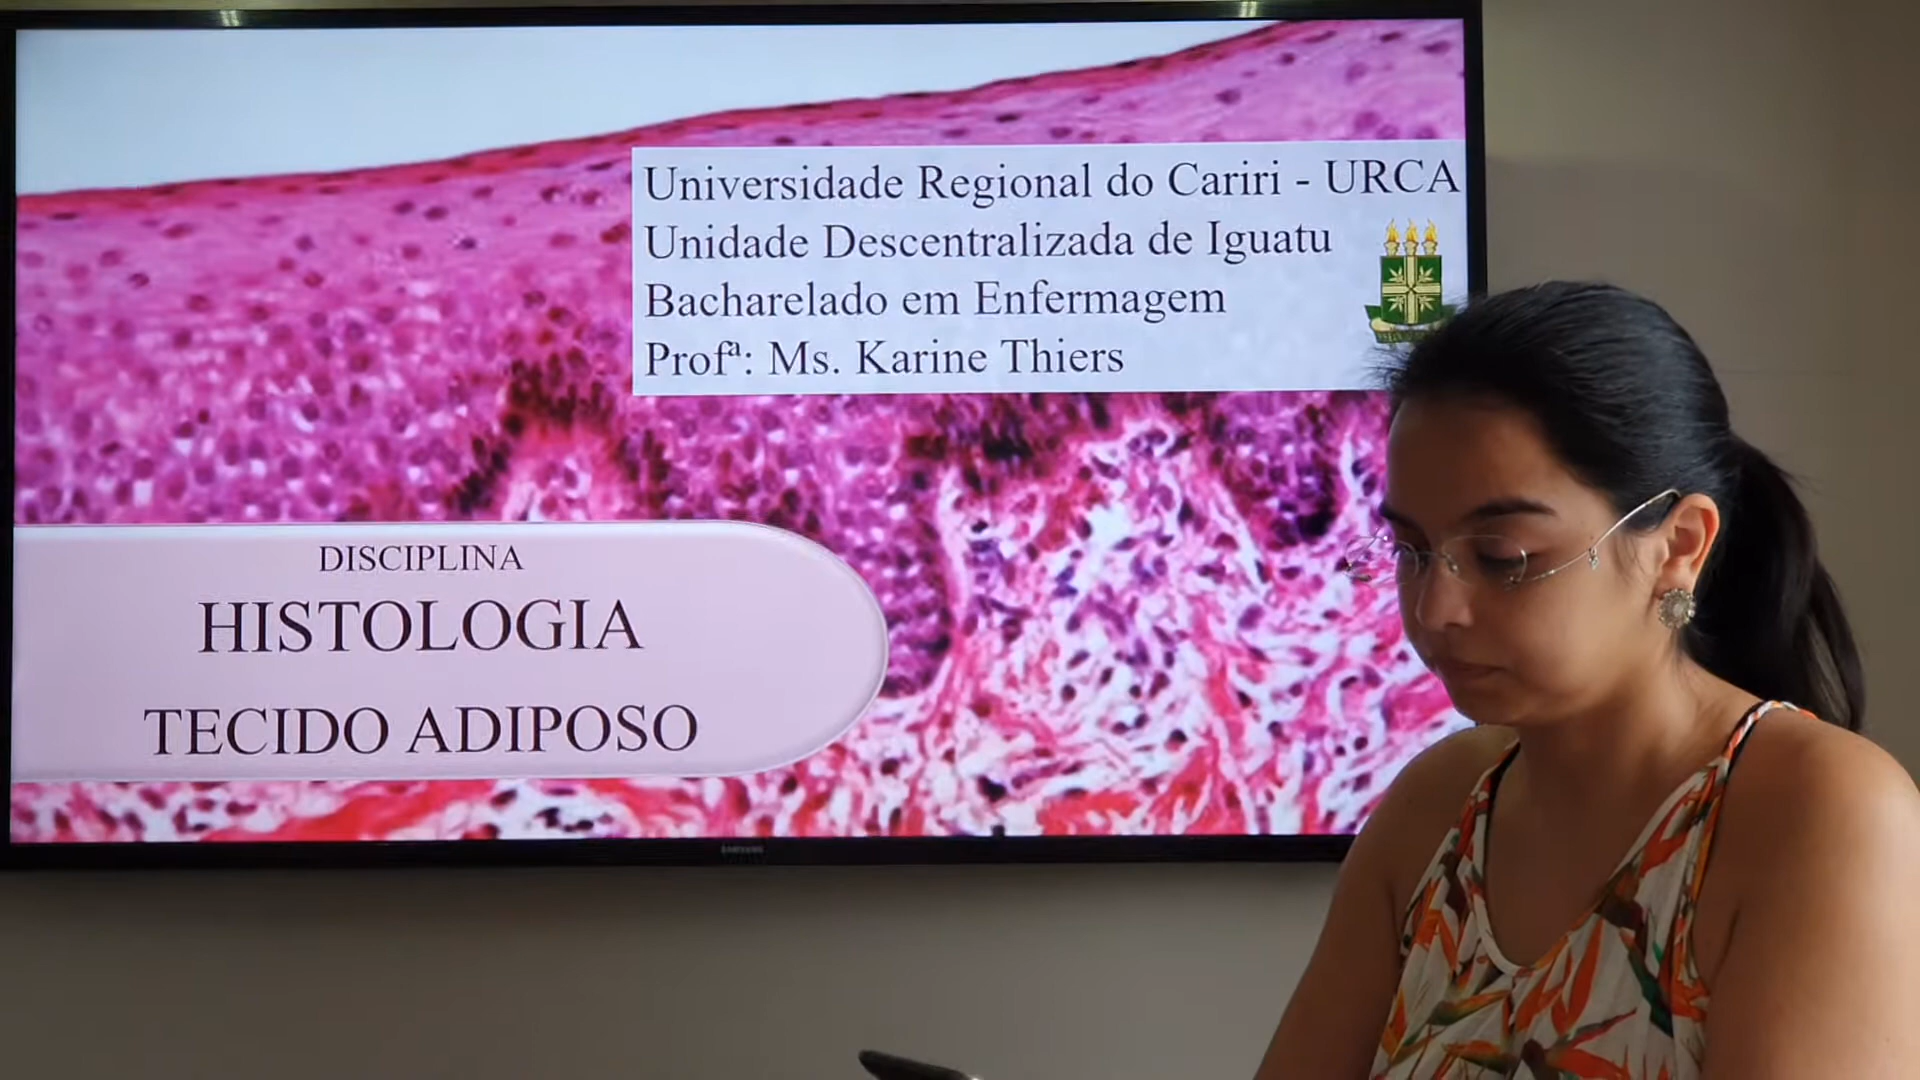 Universidade Regional do Cariri - URCA
Unidade Descentralizada de Iguatu
Bacharelado em Enfermagem
Profª: Ms. Karine Thiers
DISCIPLINA
HISTOLOGIA
TECIDO ADIPOSO
SAMSUNG